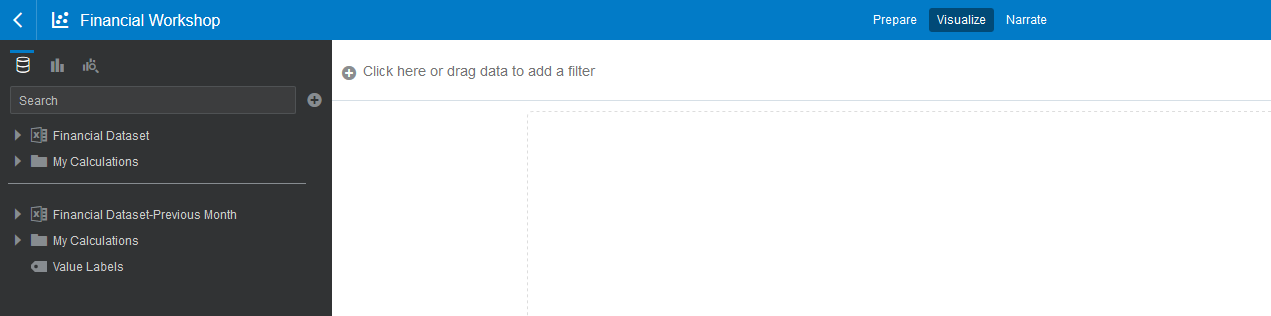 Financial Workshop
Prepare Visualize Narrate
Click here or drag data to add a filter
Search
Financial Dataset
My Calculations
Financial Dataset-Previous Month
My Calculations
Value Labels